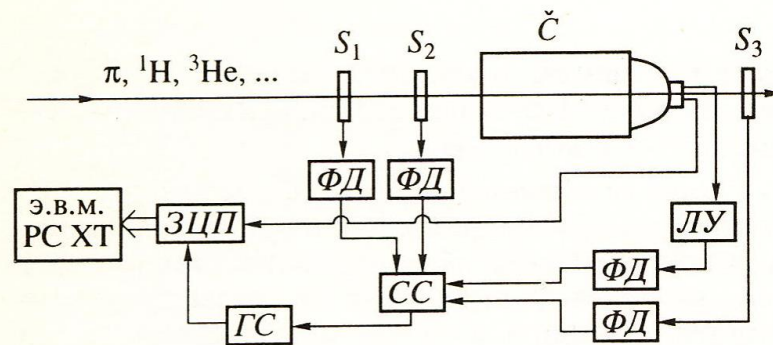 Č
S₁
S₂
S₃
π, ¹H, ³He, ...
ФД
ФД
э.в.м.
PC XT
ЗЦП
ЛУ
ФД
СС
ГС
ФД